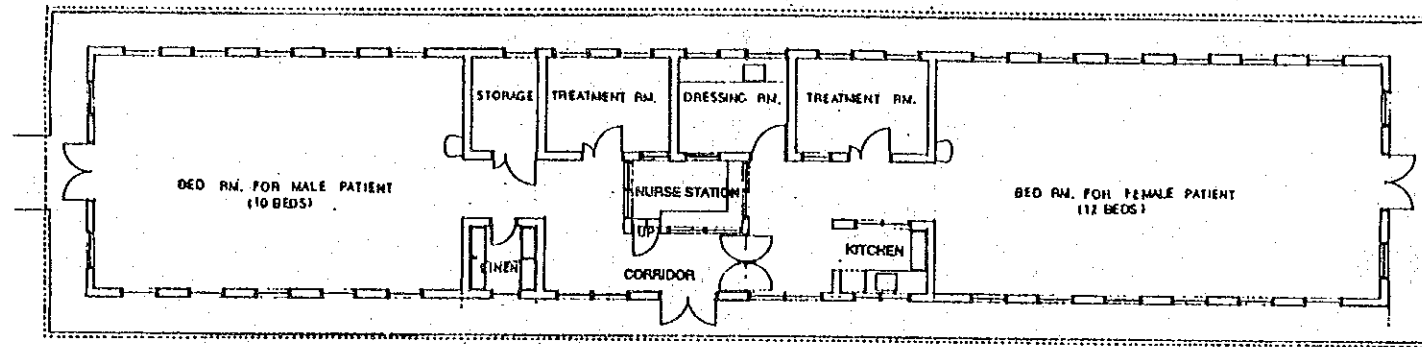 STORAGE
TREATMENT RM.
DRESSING RM.
TREATMENT RM.
BED RM. FOR MALE PATIENT
(10 BEDS)
NURSE STATION
BED RM. FOR FEMALE PATIENT
(12 BEDS)
UP
KITCHEN
LINEN
CORRIDOR